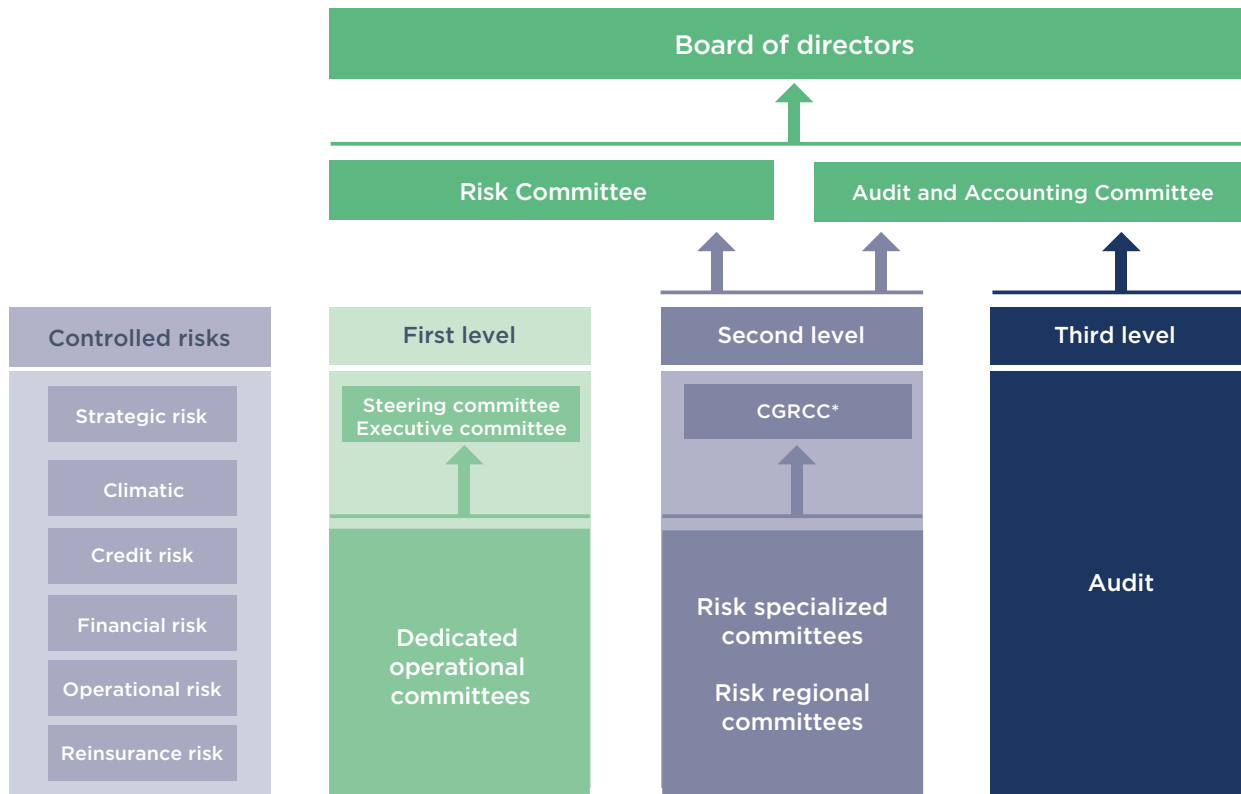 Board of directors
Risk Committee
Audit and Accounting Committee
Controlled risks
First level
Second level
Third level
Strategic risk
Climatic
Credit risk
Financial risk
Operational risk
Reinsurance risk
Steering committee
Executive committee
Dedicated
operational
committees
CGRCC*
Risk specialized
committees
Risk regional
committees
Audit